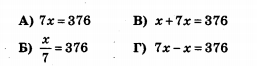 А) 7x = 376 В) x + 7x = 376
Б) x/7 = 376 Г) 7x − x = 376